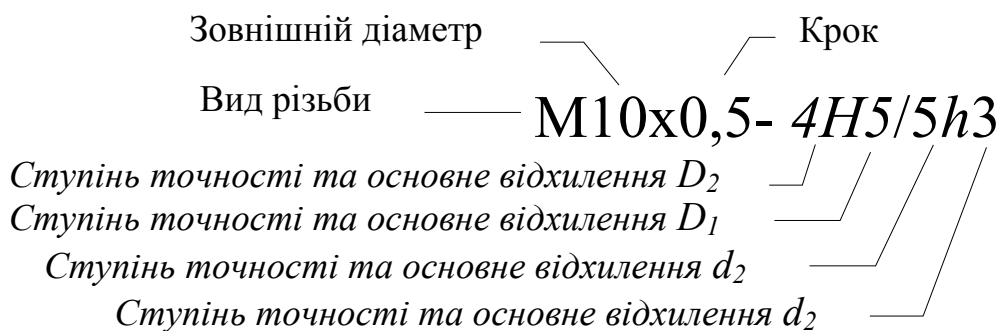 Зовнішній діаметр Крок
Вид різьби
М10х0,5- 4H5/5h3
Ступінь точності та основне відхилення D2
Ступінь точності та основне відхилення D1
Ступінь точності та основне відхилення d2
Ступінь точності та основне відхилення d2